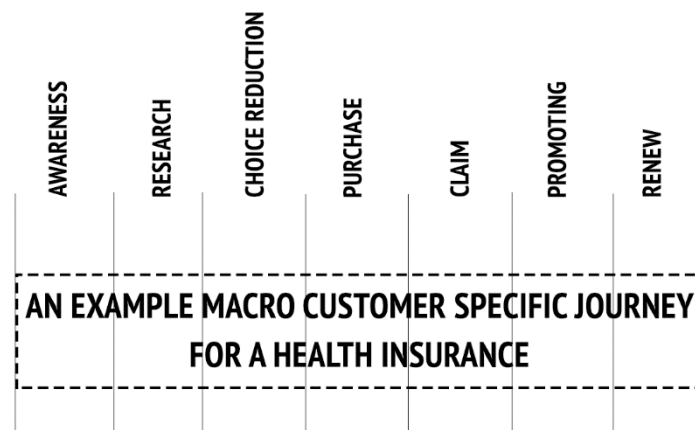 AWARENESS
RESEARCH
CHOICE REDUCTION
PURCHASE
CLAIM
PROMOTING
RENEW
AN EXAMPLE MACRO CUSTOMER SPECIFIC JOURNEY
FOR A HEALTH INSURANCE